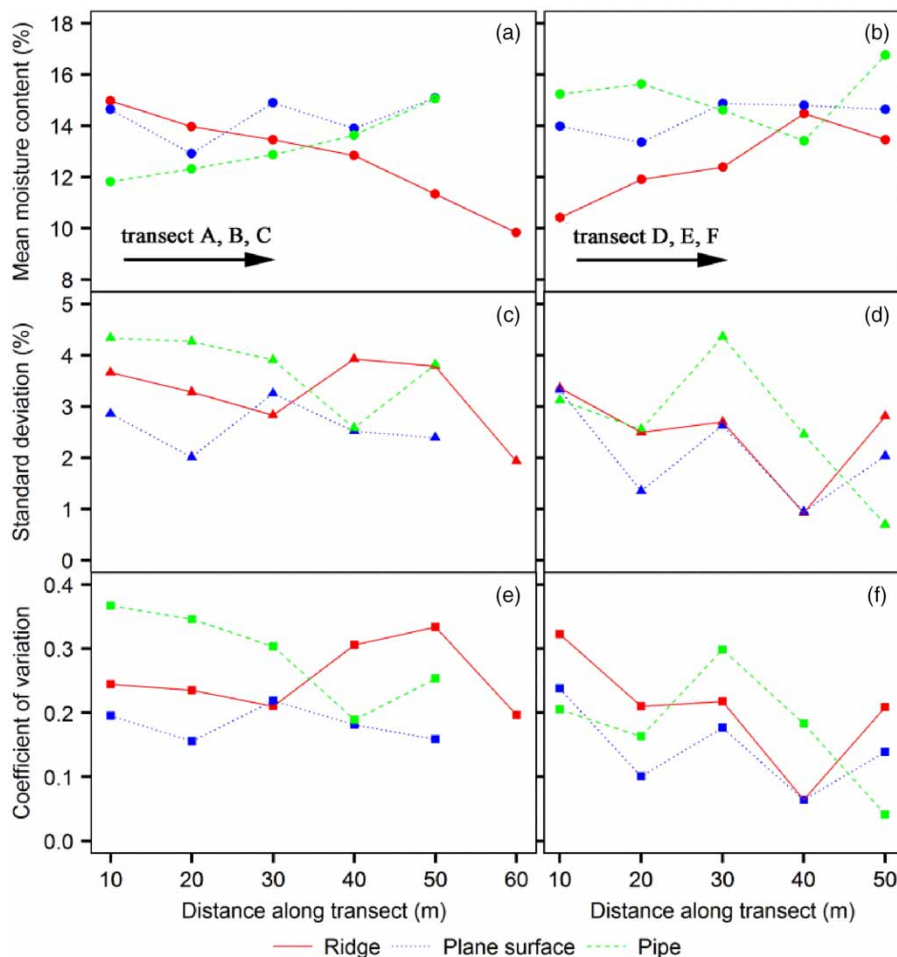 Mean moisture content (%)
18
16
14
12
10
8
(a)
transect A, B, C
(b)
transect D, E, F
Standard deviation (%)
5
4
3
2
1
0
(c)
(d)
Coefficient of variation
0.4
0.3
0.2
0.1
0.0
(e)
(f)
10 20 30 40 50 60
10 20 30 40 50
Distance along transect (m)
Distance along transect (m)
Ridge Plane surface Pipe